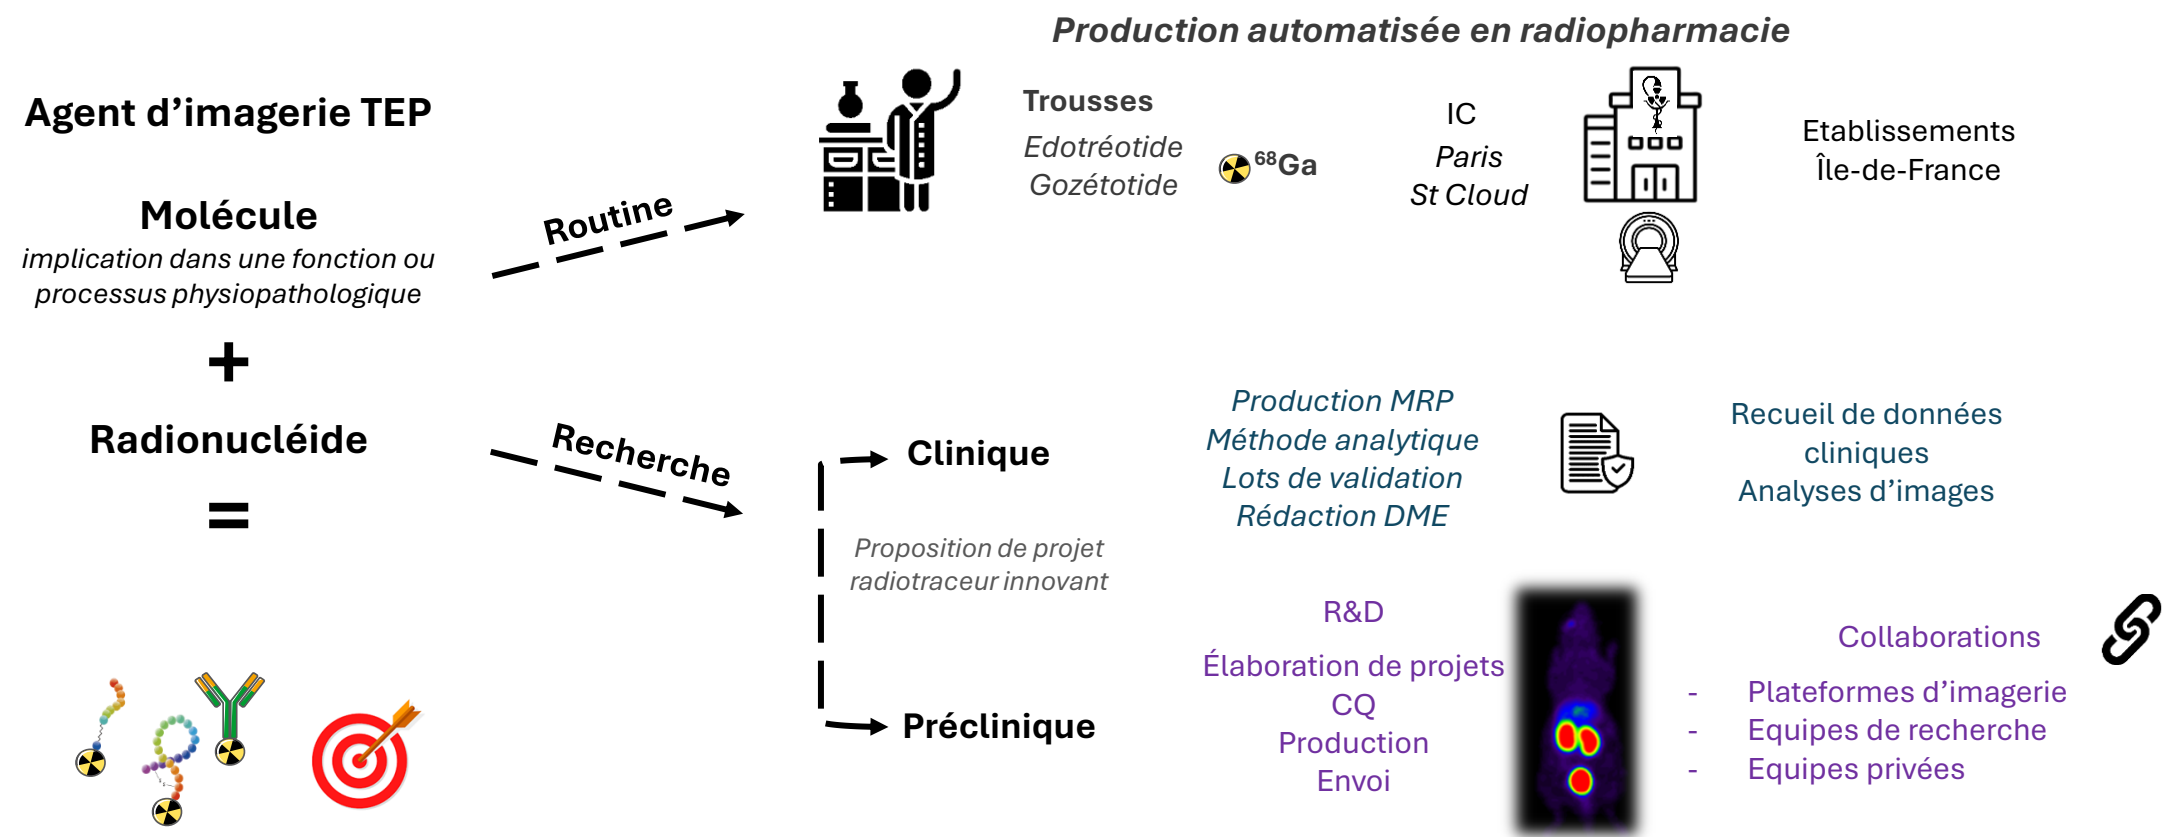 Production automatisée en radiopharmacie
Agent d’imagerie TEP
Molécule
implication dans une fonction ou
processus physiopathologique
+
Radionucléide
=
Routine
Trousses
Edotréotide
Gozétotide
⁶⁸Ga
IC
Paris
St Cloud
Etablissements
Île-de-France
Recherche
Clinique
Proposition de projet
radiotraceur innovant
Préclinique
Production MRP
Méthode analytique
Lots de validation
Rédaction DME
Recueil de données
cliniques
Analyses d’images
R&D
Élaboration de projets
CQ
Production
Envoi
Collaborations
- Plateformes d’imagerie
- Equipes de recherche
- Equipes privées